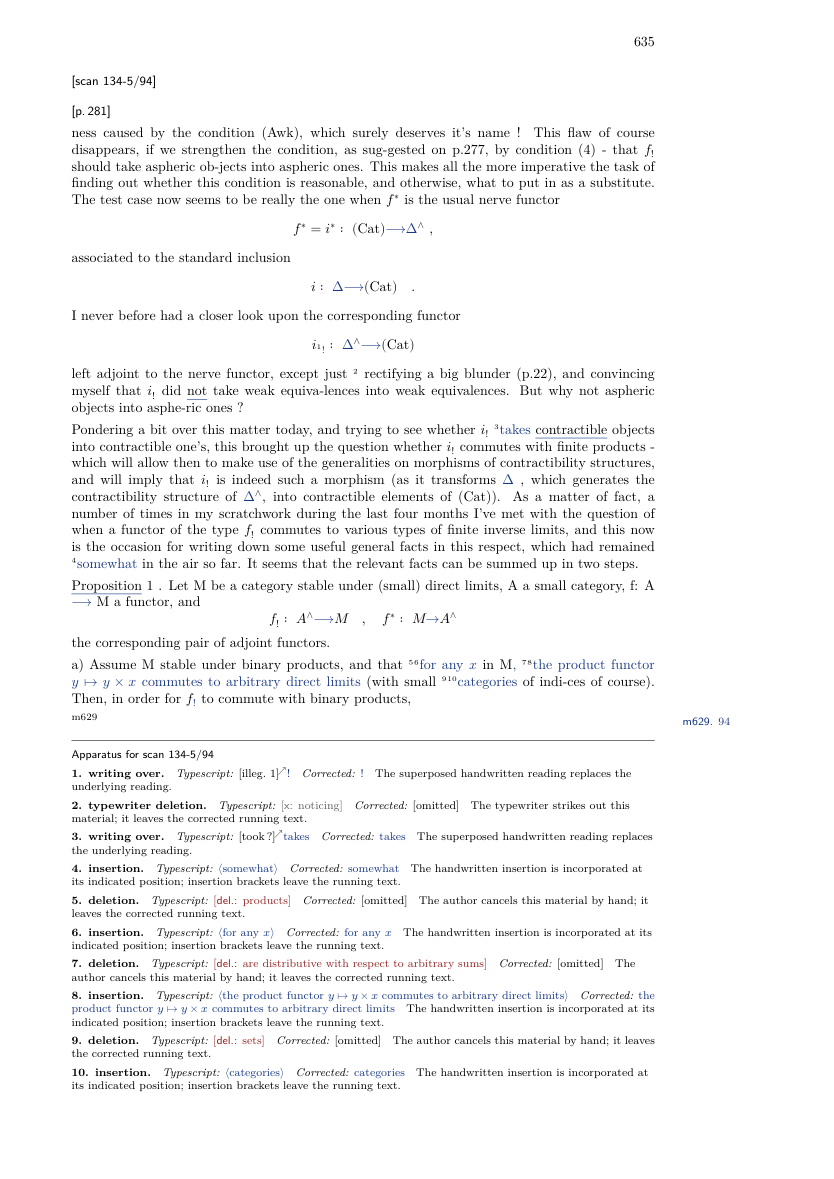 635
[scan 134-5/94]
[p. 281]
ness caused by the condition (Awk), which surely deserves it's name ! This flaw of course
disappears, if we strengthen the condition, as sug-gested on p.277, by condition (4) - that f!
should take aspheric ob-jects into aspheric ones. This makes all the more imperative the task of
finding out whether this condition is reasonable, and otherwise, what to put in as a substitute.
The test case now seems to be really the one when f* is the usual nerve functor
f* = i* : (Cat)⟶Δ^ ,
associated to the standard inclusion
i : Δ⟶(Cat) .
I never before had a closer look upon the corresponding functor
i¹! : Δ^⟶(Cat)
left adjoint to the nerve functor, except just ² rectifying a big blunder (p.22), and convincing
myself that i! did not take weak equiva-lences into weak equivalences. But why not aspheric
objects into asphe-ric ones ?
Pondering a bit over this matter today, and trying to see whether i! ³takes contractible objects
into contractible one's, this brought up the question whether i! commutes with finite products -
which will allow then to make use of the generalities on morphisms of contractibility structures,
and will imply that i! is indeed such a morphism (as it transforms Δ , which generates the
contractibility structure of Δ^, into contractible elements of (Cat)). As a matter of fact, a
number of times in my scratchwork during the last four months I've met with the question of
when a functor of the type f! commutes to various types of finite inverse limits, and this now
is the occasion for writing down some useful general facts in this respect, which had remained
⁴somewhat in the air so far. It seems that the relevant facts can be summed up in two steps.
Proposition 1 . Let M be a category stable under (small) direct limits, A a small category, f: A
⟶ M a functor, and
f! : A^⟶M , f* : M→A^
the corresponding pair of adjoint functors.
a) Assume M stable under binary products, and that ⁵⁶for any x in M, ⁷⁸the product functor
y ↦ y × x commutes to arbitrary direct limits (with small ⁹¹⁰categories of indi-ces of course).
Then, in order for f! to commute with binary products,
m629
m629. 94
Apparatus for scan 134-5/94
1. writing over. Typescript: [illeg. 1]↗! Corrected: ! The superposed handwritten reading replaces the
underlying reading.
2. typewriter deletion. Typescript: [x: noticing] Corrected: [omitted] The typewriter strikes out this
material; it leaves the corrected running text.
3. writing over. Typescript: [took ?]↗takes Corrected: takes The superposed handwritten reading replaces
the underlying reading.
4. insertion. Typescript: ⟨somewhat⟩ Corrected: somewhat The handwritten insertion is incorporated at
its indicated position; insertion brackets leave the running text.
5. deletion. Typescript: [del.: products] Corrected: [omitted] The author cancels this material by hand; it
leaves the corrected running text.
6. insertion. Typescript: ⟨for any x⟩ Corrected: for any x The handwritten insertion is incorporated at its
indicated position; insertion brackets leave the running text.
7. deletion. Typescript: [del.: are distributive with respect to arbitrary sums] Corrected: [omitted] The
author cancels this material by hand; it leaves the corrected running text.
8. insertion. Typescript: ⟨the product functor y ↦ y × x commutes to arbitrary direct limits⟩ Corrected: the
product functor y ↦ y × x commutes to arbitrary direct limits The handwritten insertion is incorporated at its
indicated position; insertion brackets leave the running text.
9. deletion. Typescript: [del.: sets] Corrected: [omitted] The author cancels this material by hand; it leaves
the corrected running text.
10. insertion. Typescript: ⟨categories⟩ Corrected: categories The handwritten insertion is incorporated at
its indicated position; insertion brackets leave the running text.